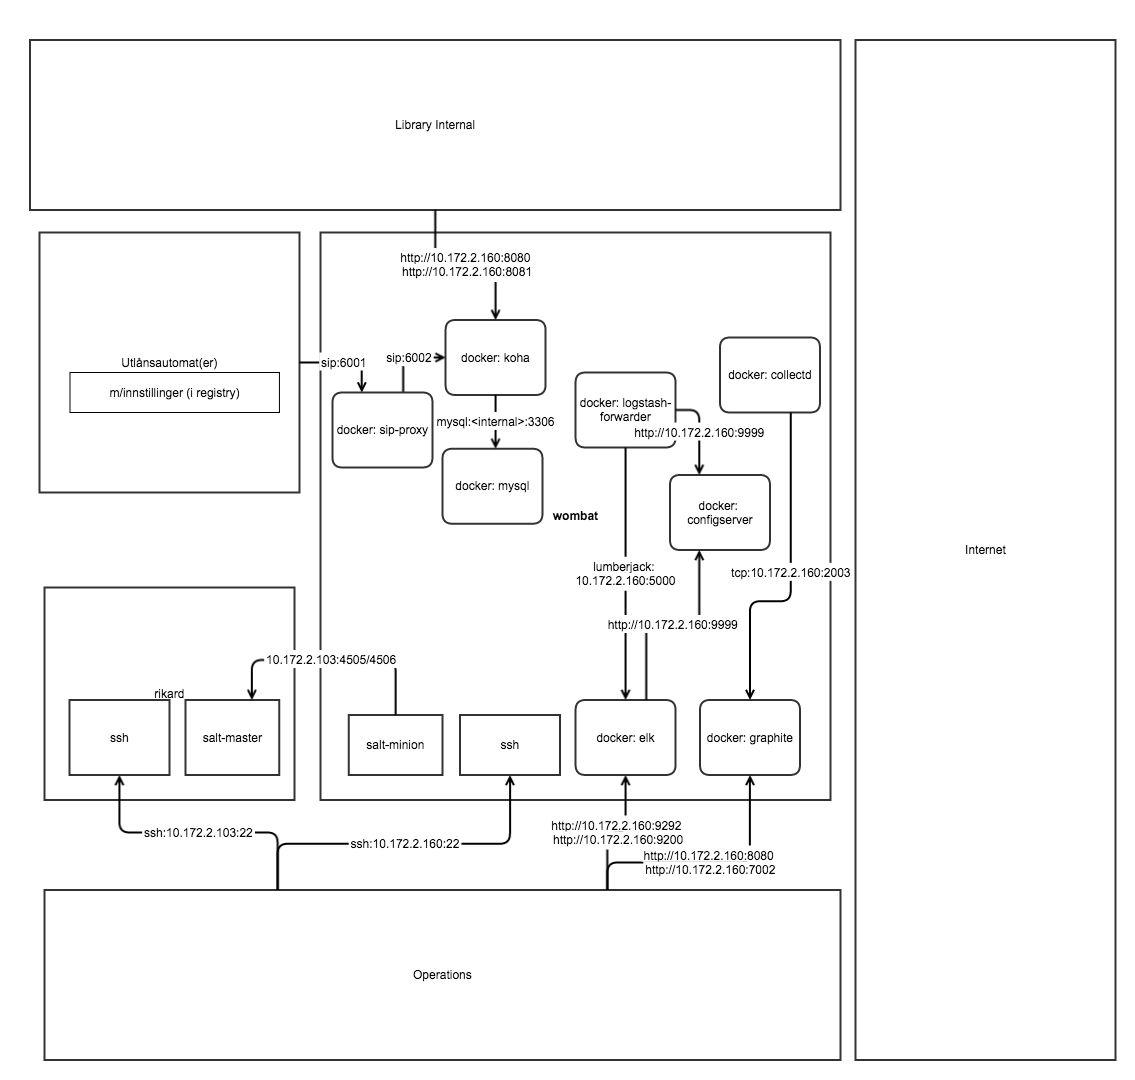 Library Internal
http://10.172.2.160:8080
http://10.172.2.160:8081
Utlånsautomat(er)
m/innstillinger (i registry)
sip:6001
sip:6002
docker: koha
docker: sip-proxy
mysql:<internal>:3306
docker: mysql
wombat
docker: logstash-
forwarder
http://10.172.2.160:9999
docker: collectd
docker:
configserver
lumberjack:
10.172.2.160:5000
tcp:10.172.2.160:2003
http://10.172.2.160:9999
Internet
10.172.2.103:4505/4506
rikard
ssh
salt-master
salt-minion
ssh
docker: elk
docker: graphite
ssh:10.172.2.103:22
ssh:10.172.2.160:22
http://10.172.2.160:9292
http://10.172.2.160:9200
http://10.172.2.160:8080
http://10.172.2.160:7002
Operations